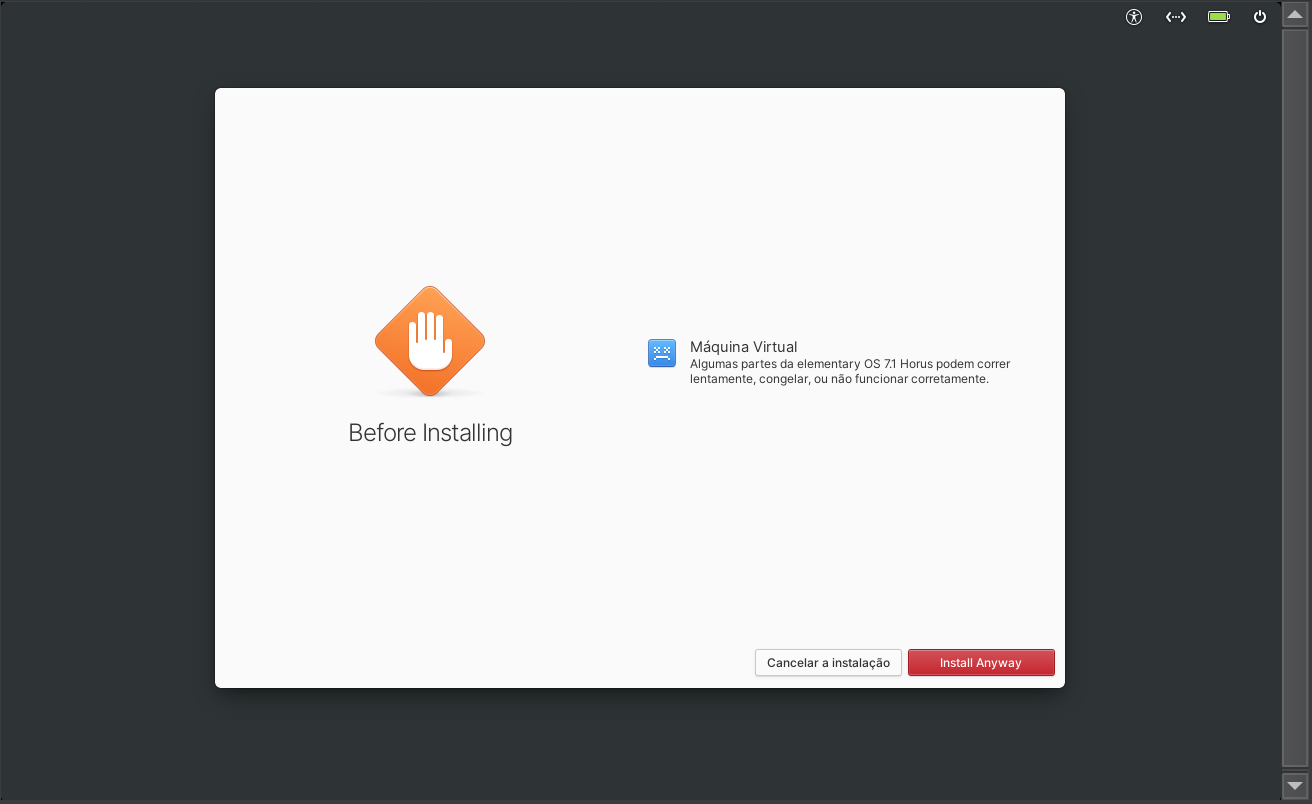 Before Installing
Máquina Virtual
Algumas partes da elementary OS 7.1 Horus podem correr
lentamente, congelar, ou não funcionar corretamente.
Cancelar a instalação
Install Anyway